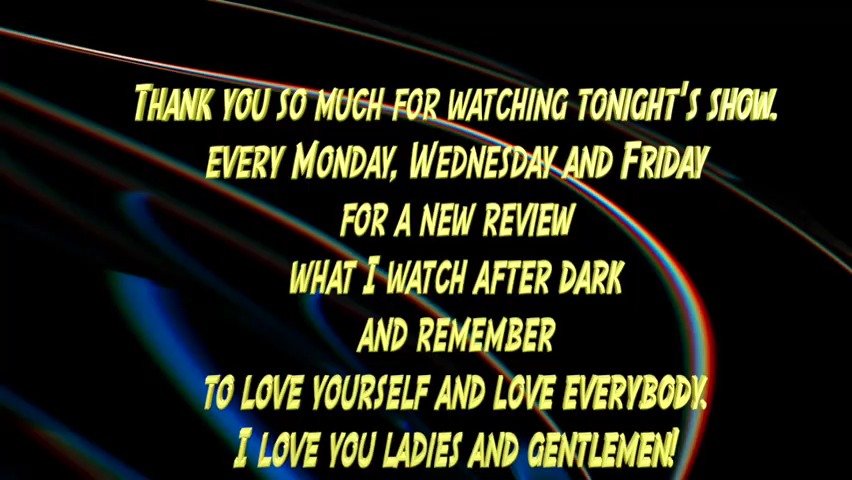 Thank you so much for watching tonight's show.
every Monday, Wednesday and Friday
for a new review
what I watch after dark
and remember
to love yourself and love everybody.
I love you ladies and gentlemen!